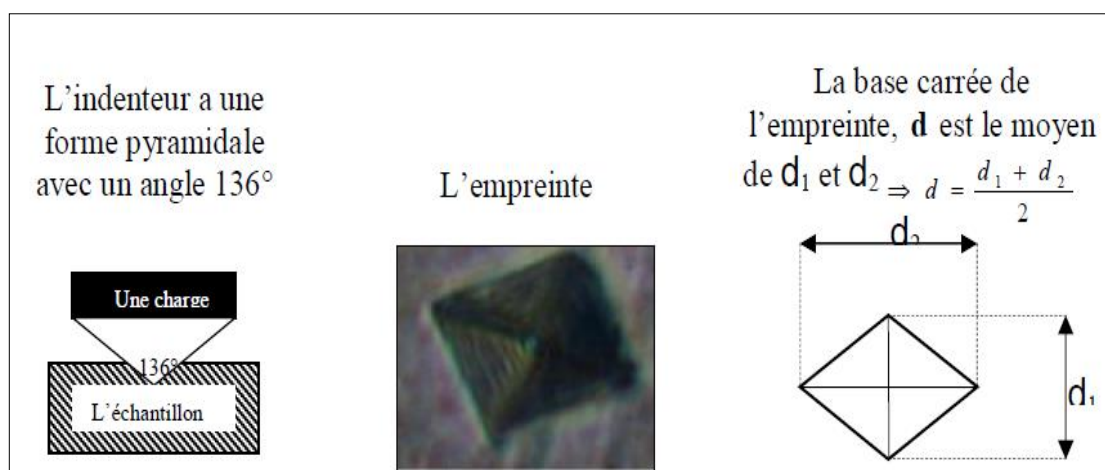 L'indenteur a une
forme pyramidale
avec un angle 136°
Une charge
136°
L'échantillon
L'empreinte
La base carrée de
l'empreinte, d est le moyen
de d₁ et d₂ ⇒ d = (d₁ + d₂) / 2
d₂
d₁